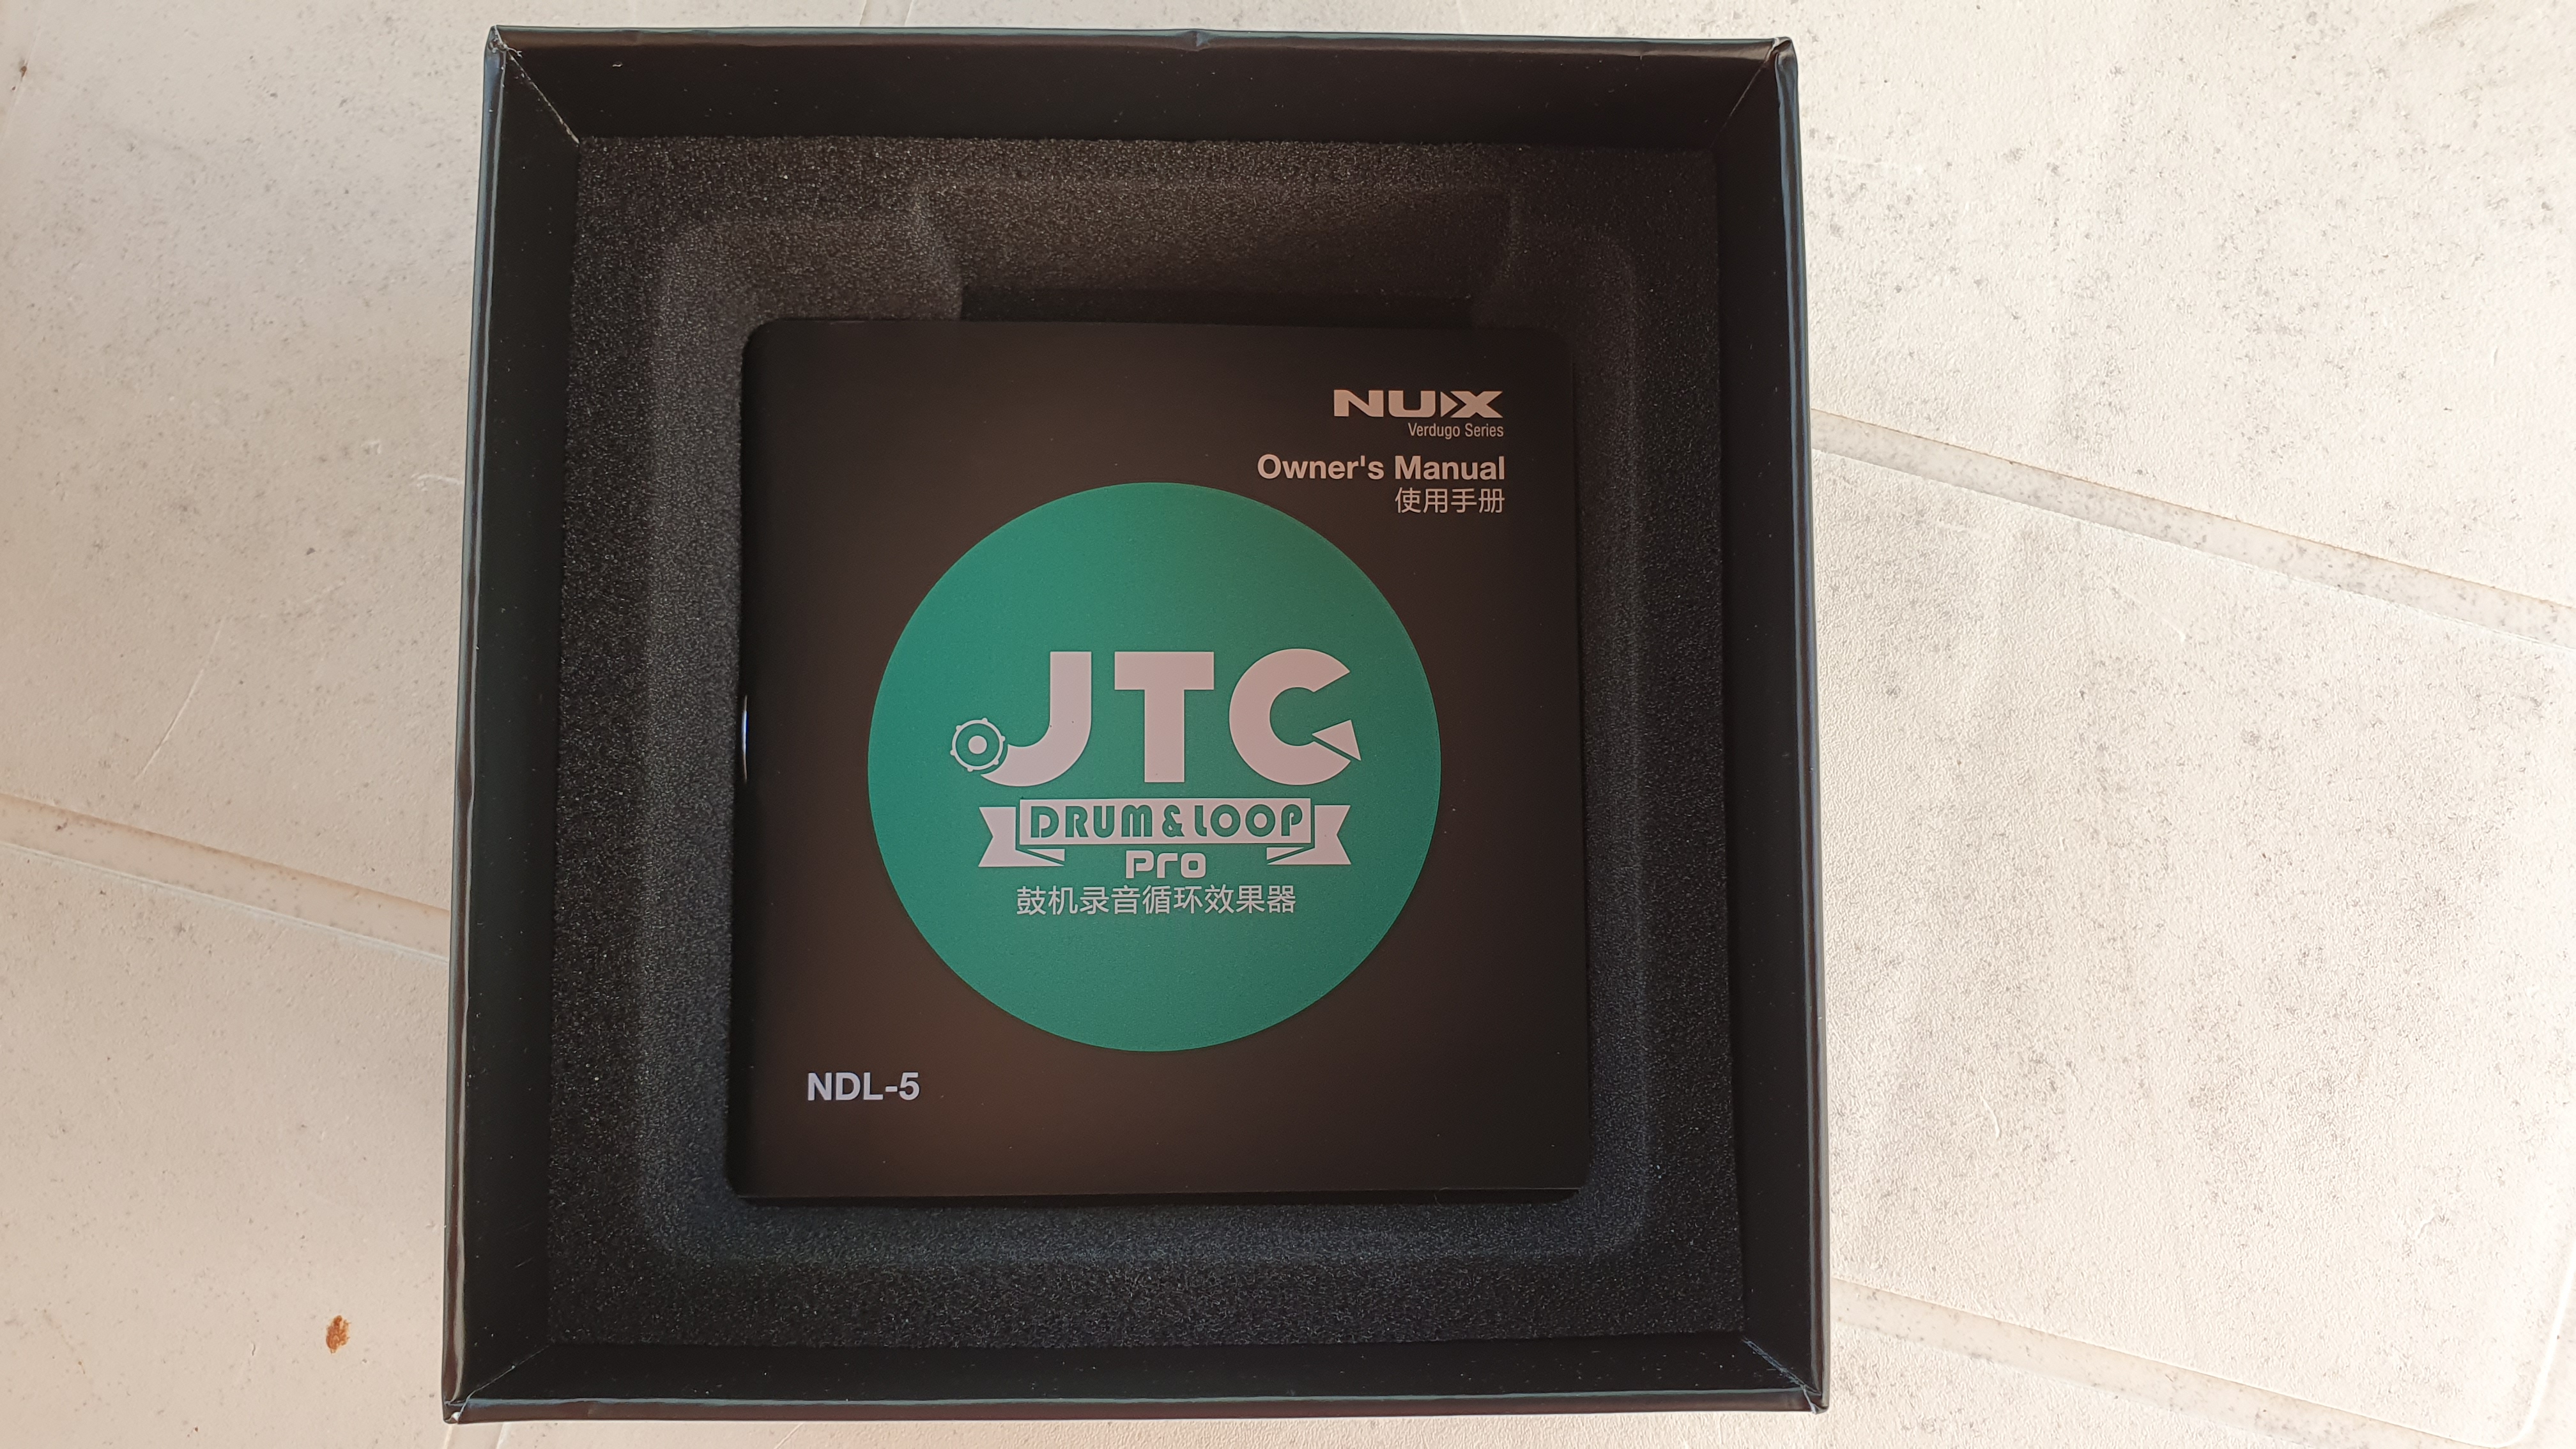 NUX
Verdugo Series
Owner's Manual
使用手册
JTC
DRUM & LOOP
Pro
鼓机录音循环效果器
NDL-5